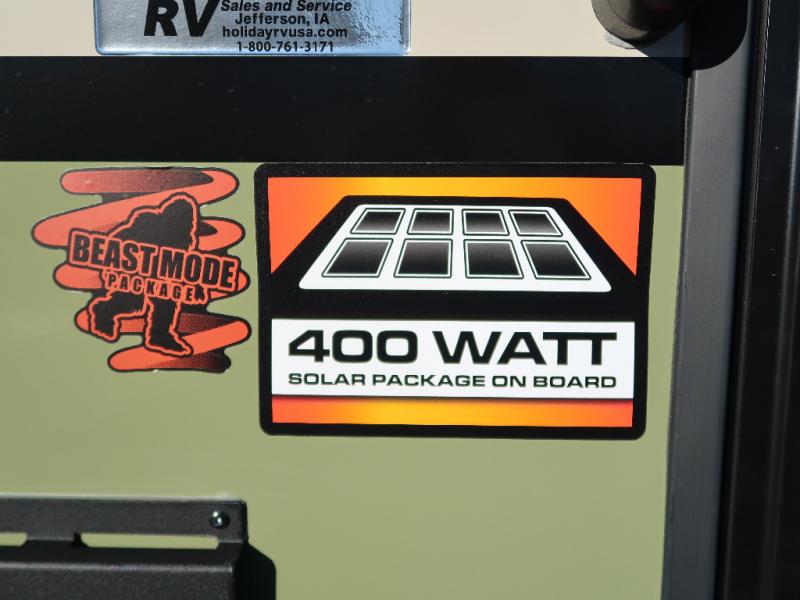 RV
Sales and Service
Jefferson, IA
holidayrvusa.com
1-800-761-3171
BEAST MODE
PACKAGE
400 WATT
SOLAR PACKAGE ON BOARD